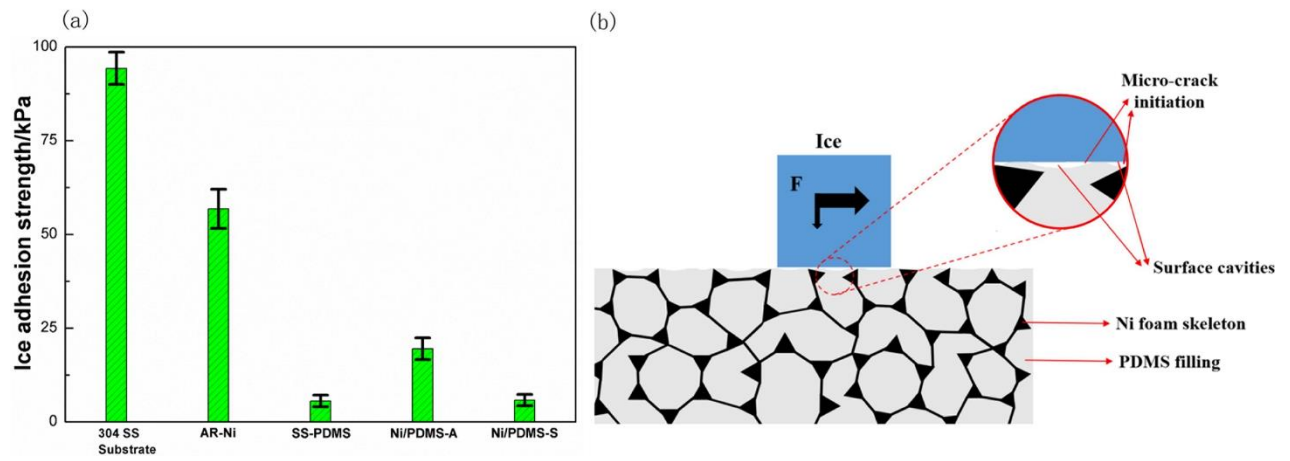 (a)
Ice adhesion strength/kPa
100
75
50
25
0
304 SS
Substrate
AR-Ni
SS-PDMS
Ni/PDMS-A
Ni/PDMS-S
(b)
Micro-crack
initiation
Ice
F
Surface cavities
Ni foam skeleton
PDMS filling